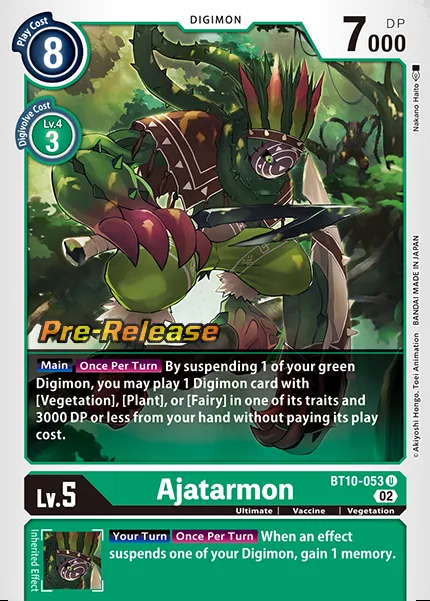 DIGIMON
Play Cost
8
DP
7000
Digivolve Cost
Lv.4
3
Nakano Haito
Pre-Release
Main Once Per Turn By suspending 1 of your green
Digimon, you may play 1 Digimon card with
[Vegetation], [Plant], or [Fairy] in one of its traits and
3000 DP or less from your hand without paying its play
cost.
© Akiyoshi Hongo, Toei Animation BANDAI MADE IN JAPAN
Lv.5
Ajatarmon
BT10-053 U
02
Ultimate | Vaccine | Vegetation
Inherited Effect
Your Turn Once Per Turn When an effect
suspends one of your Digimon, gain 1 memory.